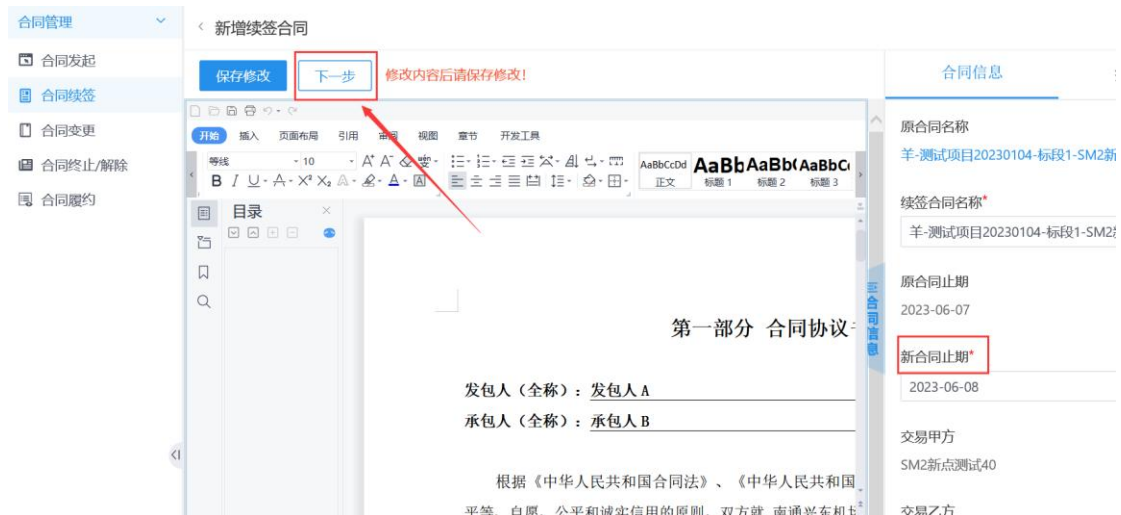 合同管理
合同发起
合同续签
合同变更
合同终止/解除
合同履约
新增续签合同
保存修改
下一步
修改内容后请保存修改!
开始 插入 页面布局 引用 审阅 视图 章节 开发工具
等线 10
AaBbCcDd AaBb AaBb( AaBbC
正文 标题 1 标题 2 标题 3
目录
第一部分 合同协议
发包人（全称）：发包人 A
承包人（全称）：承包人 B
根据《中华人民共和国合同法》、《中华人民共和国
平等、自愿、公平和诚实信用的原则，双方就 南通兴东机场
合同信息
合同信息
原合同名称
羊-测试项目20230104-标段1-SM2新
续签合同名称*
羊-测试项目20230104-标段1-SM2
原合同止期
2023-06-07
新合同止期*
2023-06-08
交易甲方
SM2新点测试40
交易乙方